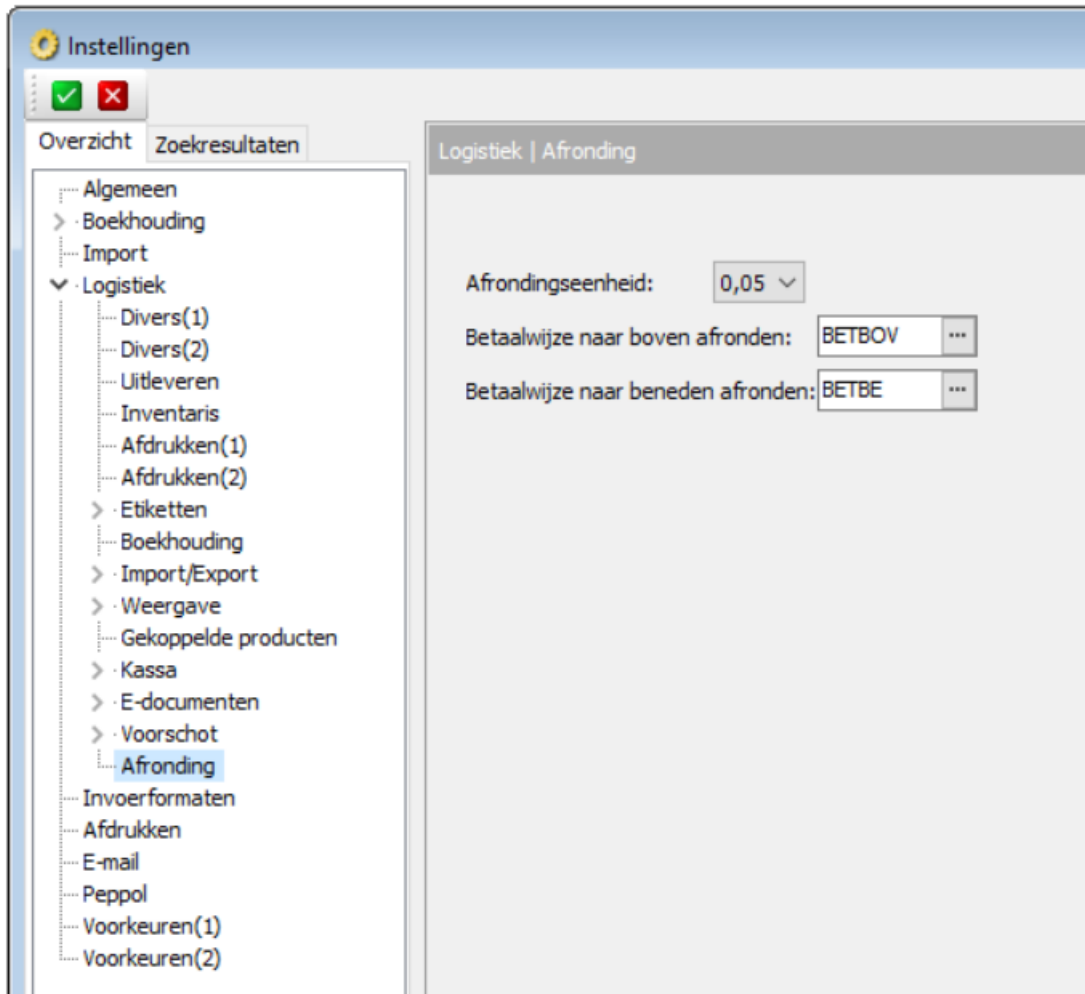 Instellingen
Overzicht Zoekresultaten
Logistiek | Afronding
Algemeen
Boekhouding
Import
Logistiek
Divers(1)
Divers(2)
Uitleveren
Inventaris
Afdrukken(1)
Afdrukken(2)
Etiketten
Boekhouding
Import/Export
Weergave
Gekoppelde producten
Kassa
E-documenten
Voorschot
Afronding
Invoerformaten
Afdrukken
E-mail
Peppol
Voorkeuren(1)
Voorkeuren(2)
Afrondingseenheid: 0,05
Betaalwijze naar boven afronden: BETBOV ...
Betaalwijze naar beneden afronden: BETBE ...